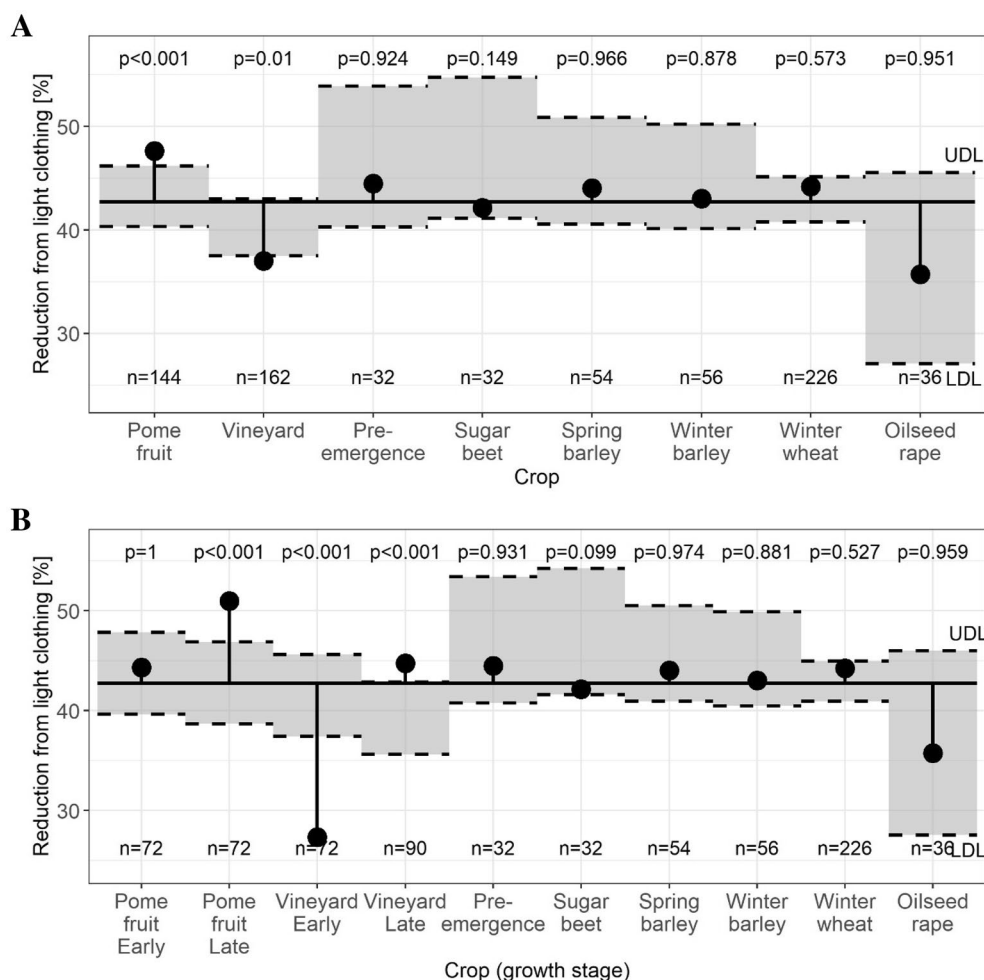 A
p<0.001 p=0.01 p=0.924 p=0.149 p=0.966 p=0.878 p=0.573 p=0.951
Reduction from light clothing [%]
50
40
30
UDL
n=144 n=162 n=32 n=32 n=54 n=56 n=226 n=36 LDL
Pome fruit Vineyard Pre-emergence Sugar beet Spring barley Winter barley Winter wheat Oilseed rape
Crop
B
p=1 p<0.001 p<0.001 p<0.001 p=0.931 p=0.099 p=0.974 p=0.881 p=0.527 p=0.959
Reduction from light clothing [%]
50
40
30
UDL
n=72 n=72 n=72 n=90 n=32 n=32 n=54 n=56 n=226 n=36 LDL
Pome fruit Early Pome fruit Late Vineyard Early Vineyard Late Pre-emergence Sugar beet Spring barley Winter barley Winter wheat Oilseed rape
Crop (growth stage)